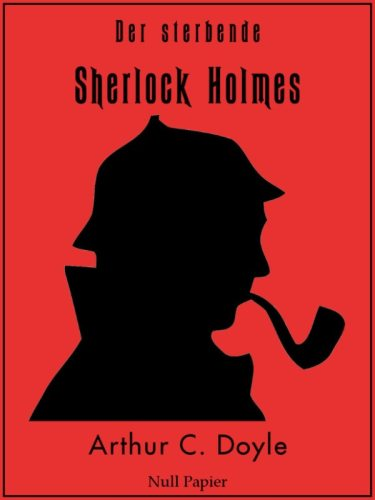 Der sterbende
Sherlock Holmes
Arthur C. Doyle
Null Papier